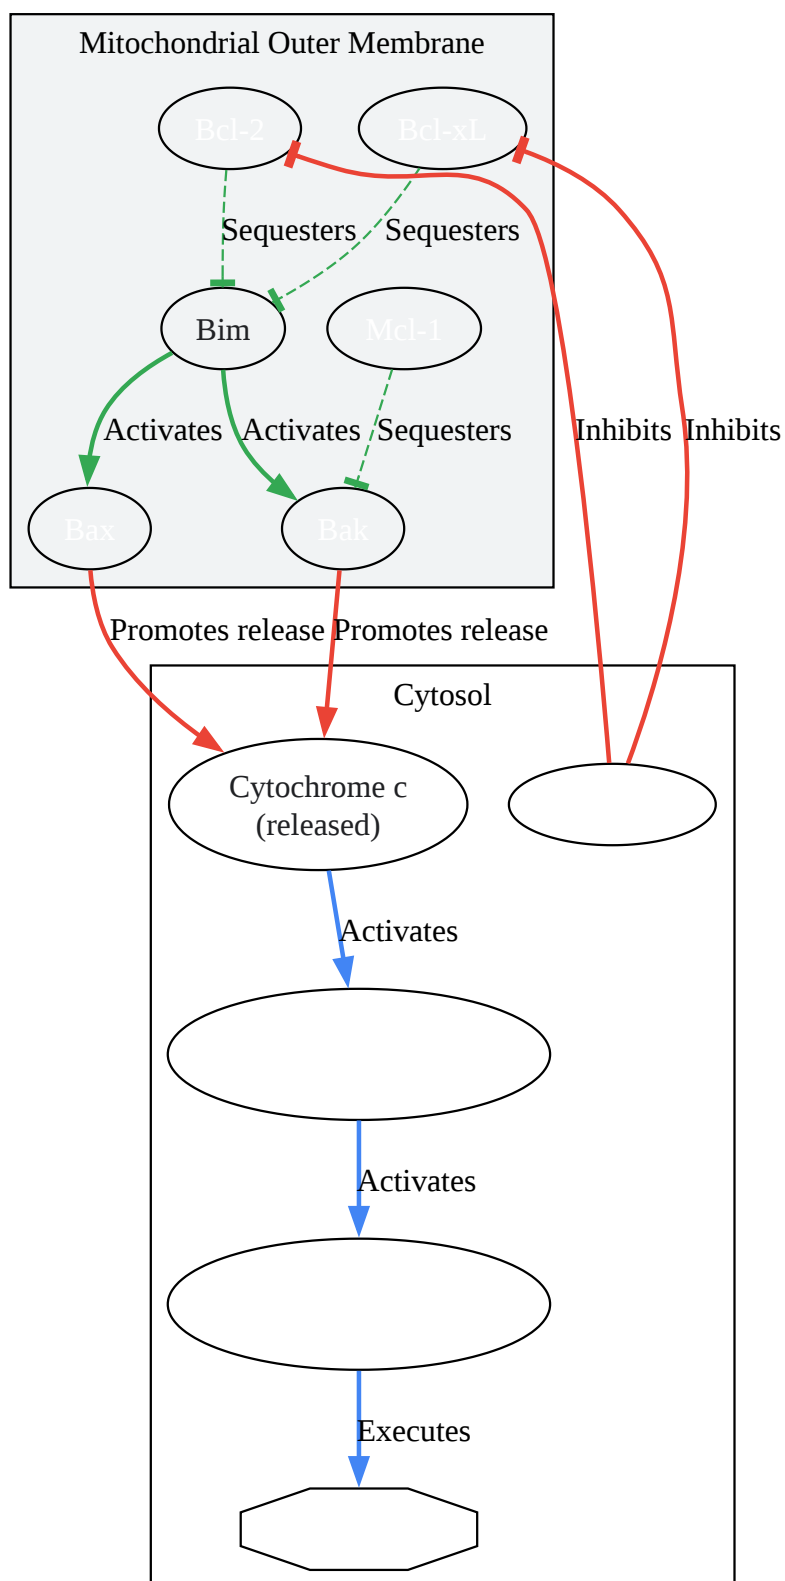 Mitochondrial Outer Membrane
Bcl-2
Bcl-xL
Sequesters
Sequesters
Bim
Mcl-1
Activates
Activates
Sequesters
Inhibits
Inhibits
Bax
Bak
Promotes release
Promotes release
Cytosol
Cytochrome c
(released)
Activates
Activates
Executes